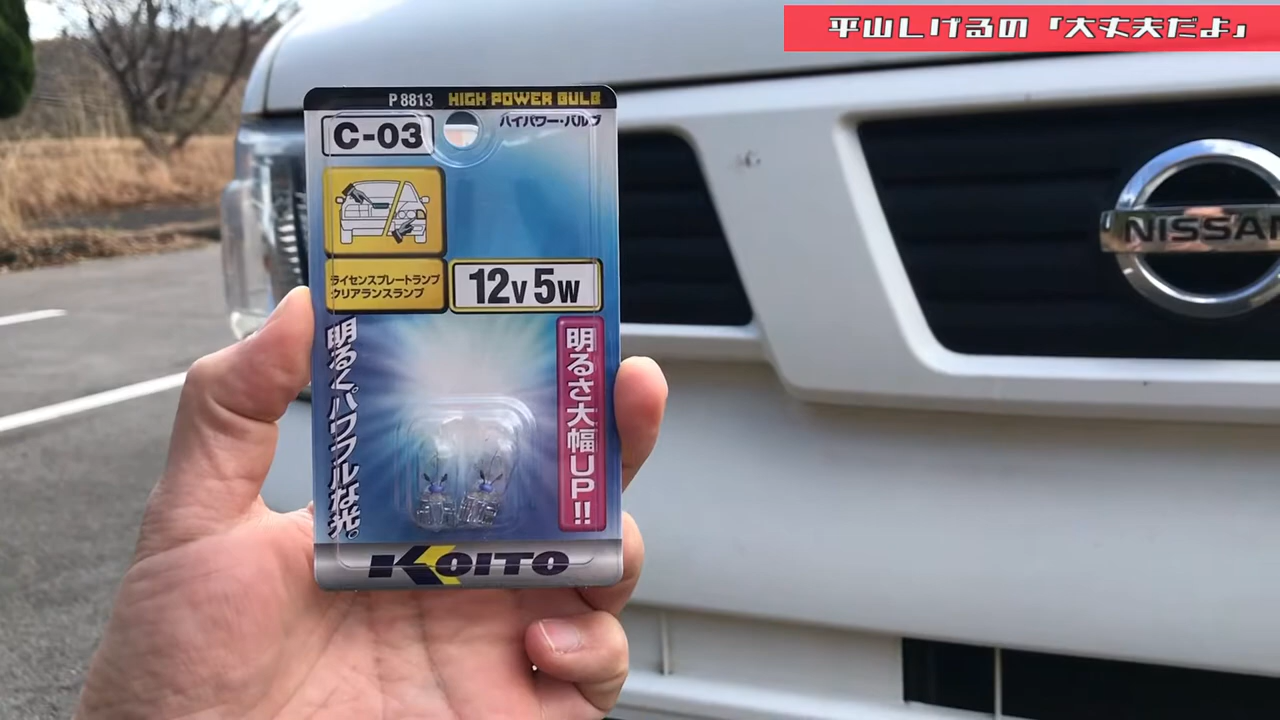 平山しげるの「大丈夫だよ」
P8813 HIGH POWER BULB
ハイパワー・バルブ
C-03
ライセンスプレートランプ
クリアランスランプ
12V 5W
明るくパワフルな光。
明るさ大幅UP!!
KOITO
NISSAN